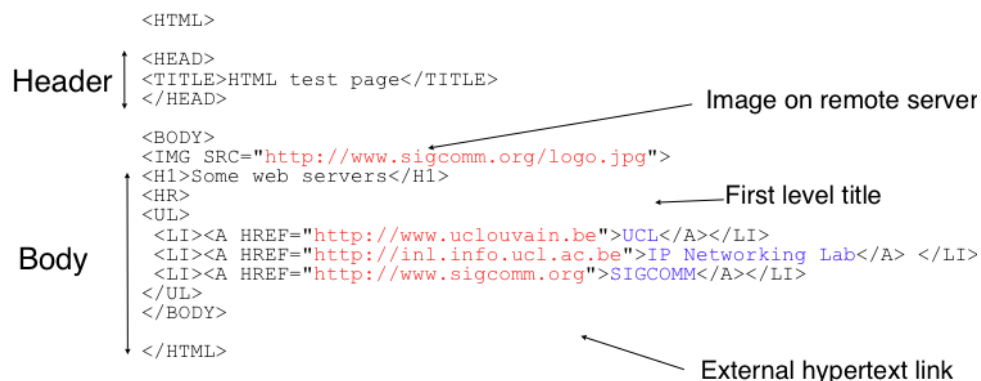 <HTML>
<HEAD>
Header
<TITLE>HTML test page</TITLE>
</HEAD>
Image on remote server
<BODY>
<IMG SRC="http://www.sigcomm.org/logo.jpg">
<H1>Some web servers</H1>
<HR>
First level title
<UL>
<LI><A HREF="http://www.uclouvain.be">UCL</A></LI>
Body
<LI><A HREF="http://inl.info.ucl.ac.be">IP Networking Lab</A> </LI>
<LI><A HREF="http://www.sigcomm.org">SIGCOMM</A></LI>
</UL>
</BODY>
</HTML>
External hypertext link